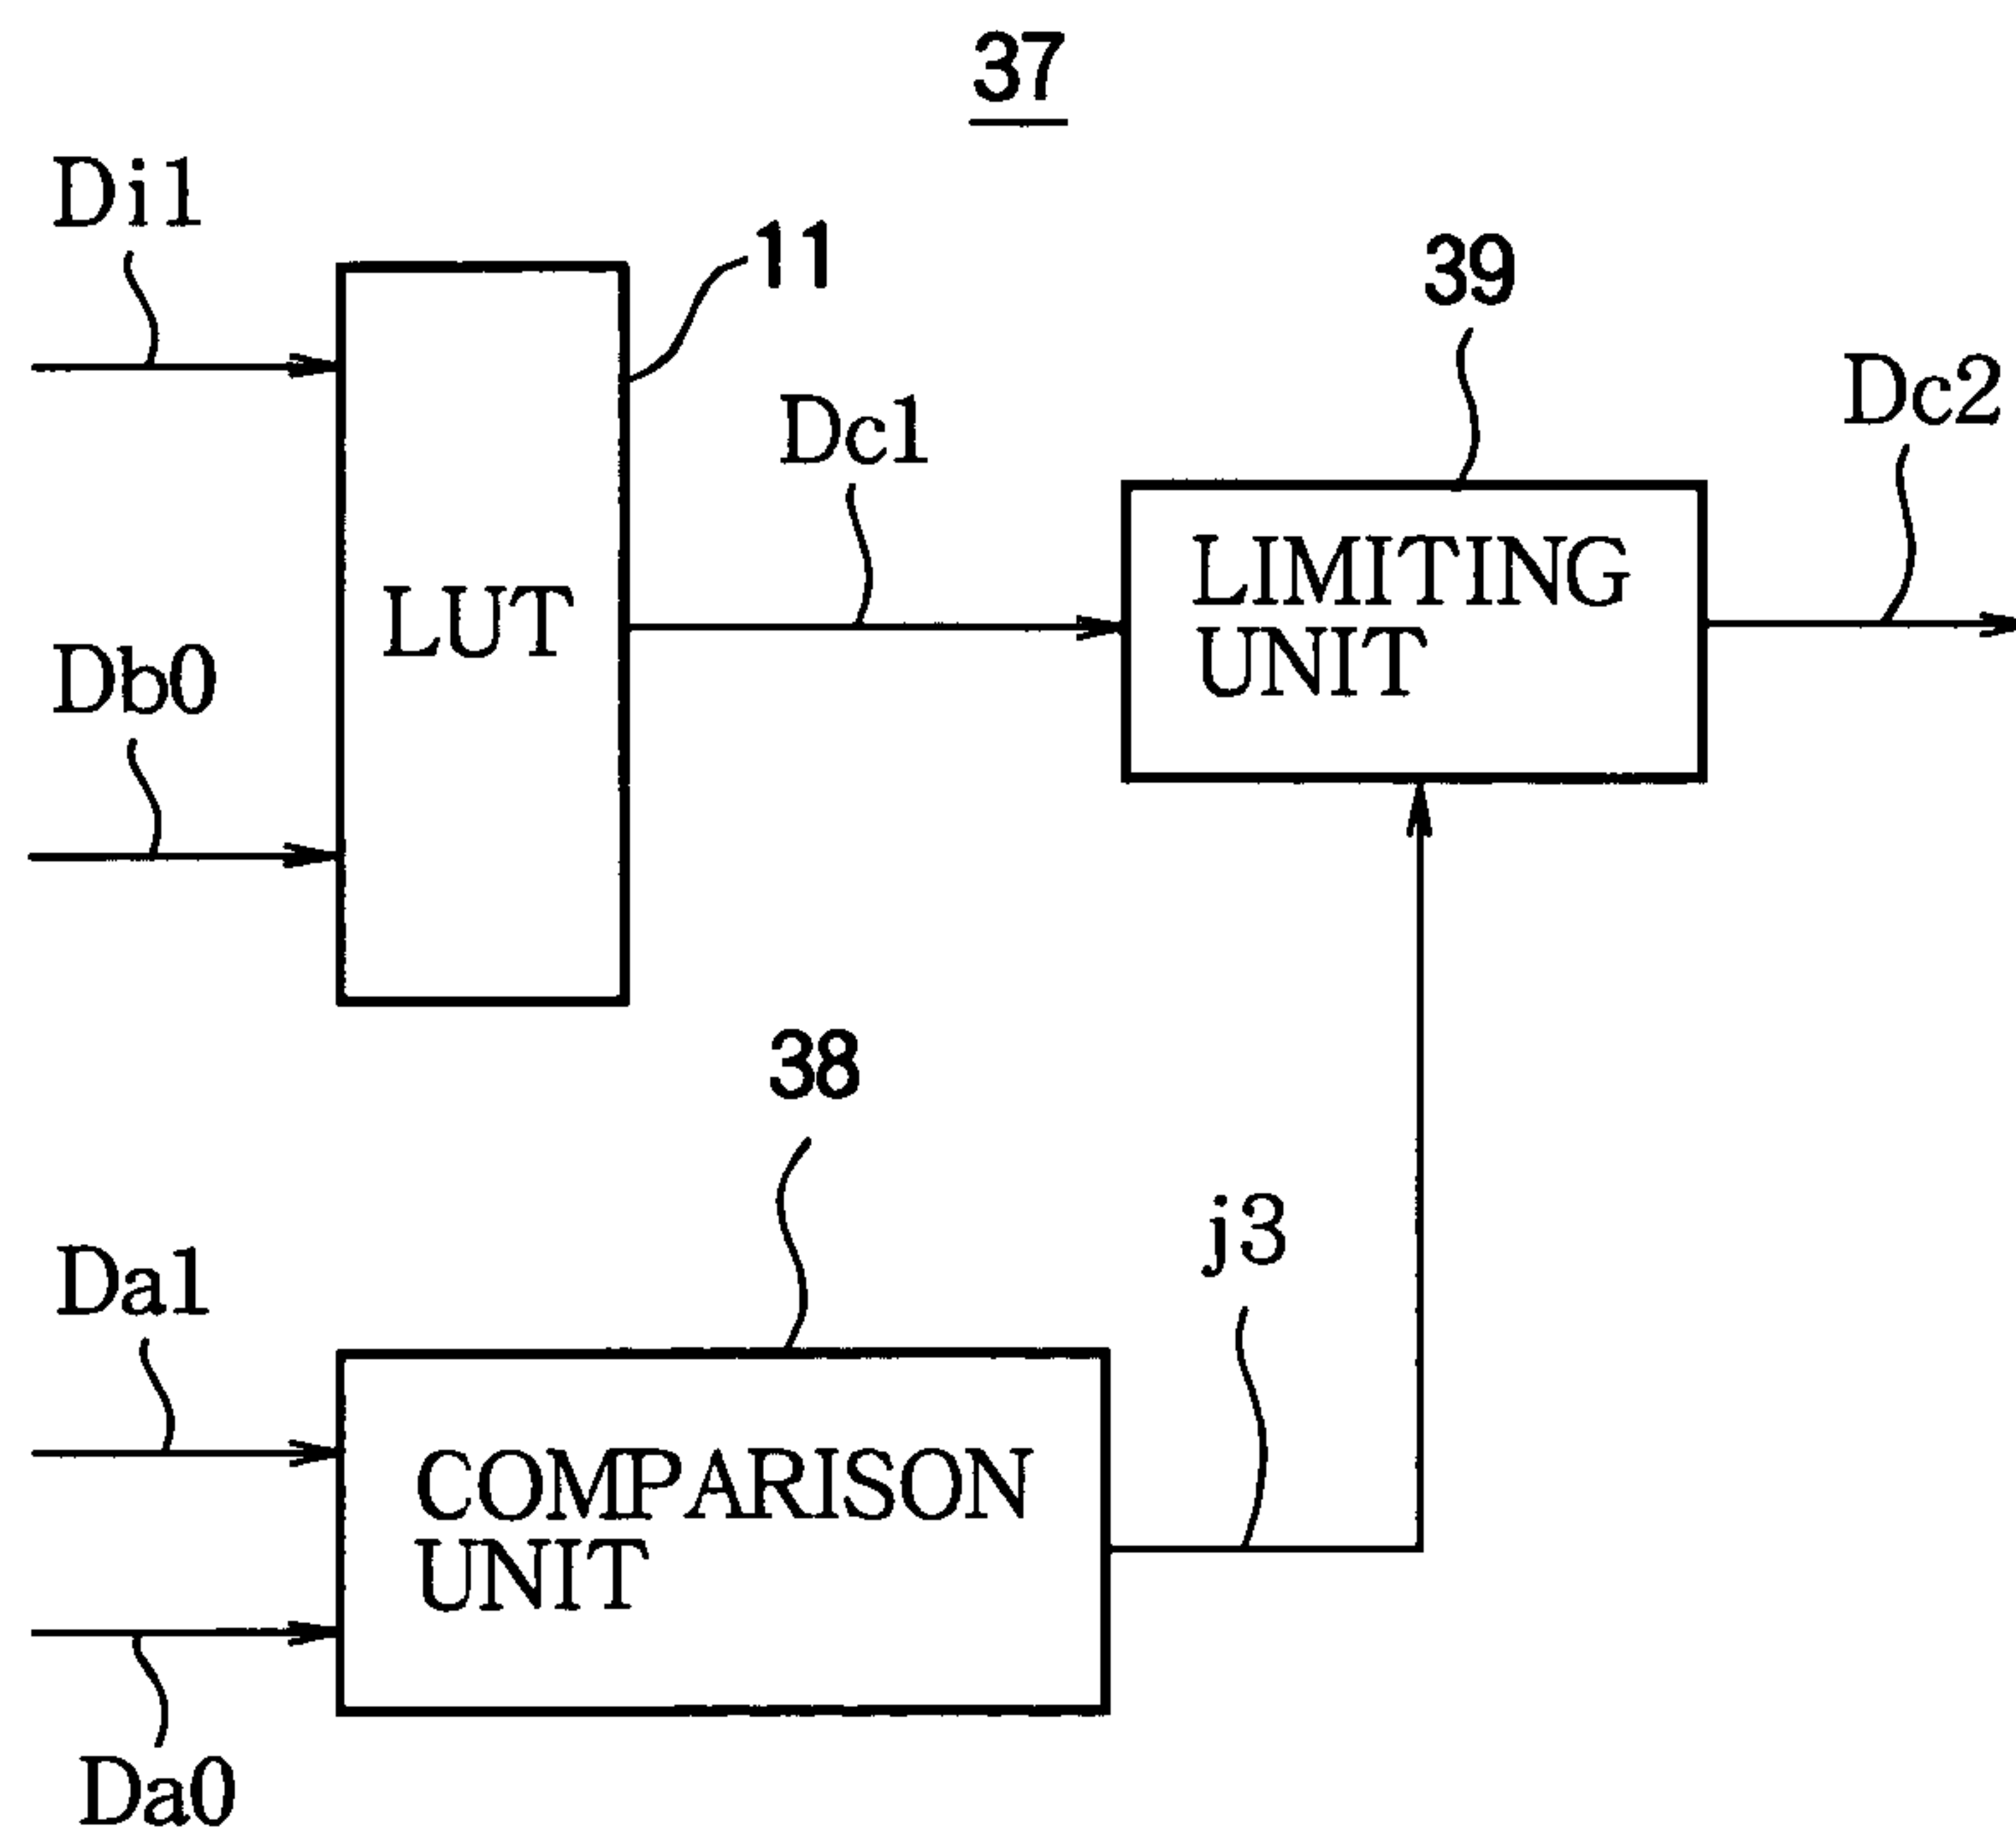 37
Di1
11
39
Dc1
Dc2
LUT
LIMITING
UNIT
Db0
38
Da1
j3
COMPARISON
UNIT
Da0